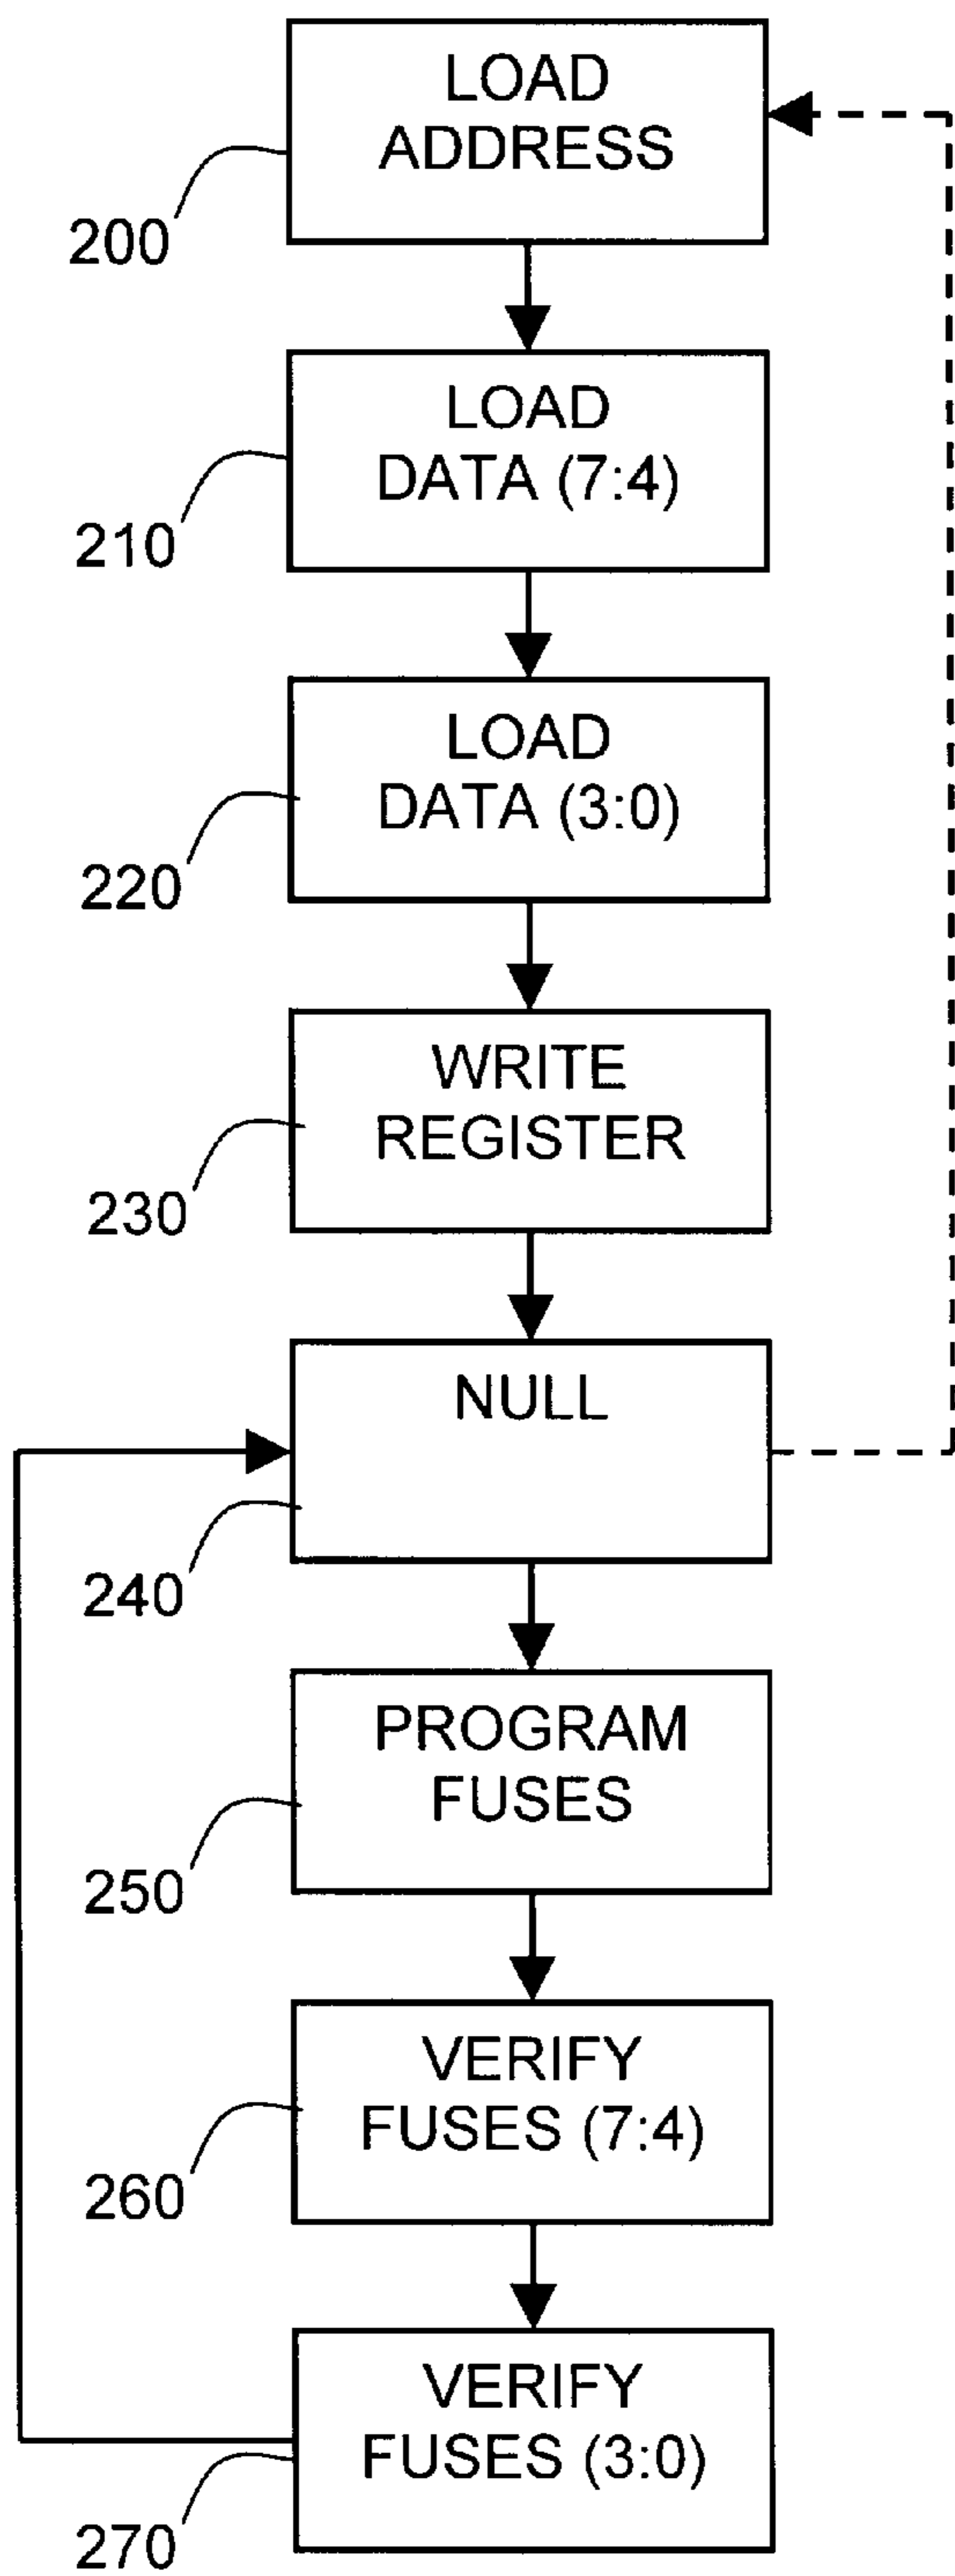 LOAD
ADDRESS
200
LOAD
DATA (7:4)
210
LOAD
DATA (3:0)
220
WRITE
REGISTER
230
NULL
240
PROGRAM
FUSES
250
VERIFY
FUSES (7:4)
260
VERIFY
FUSES (3:0)
270